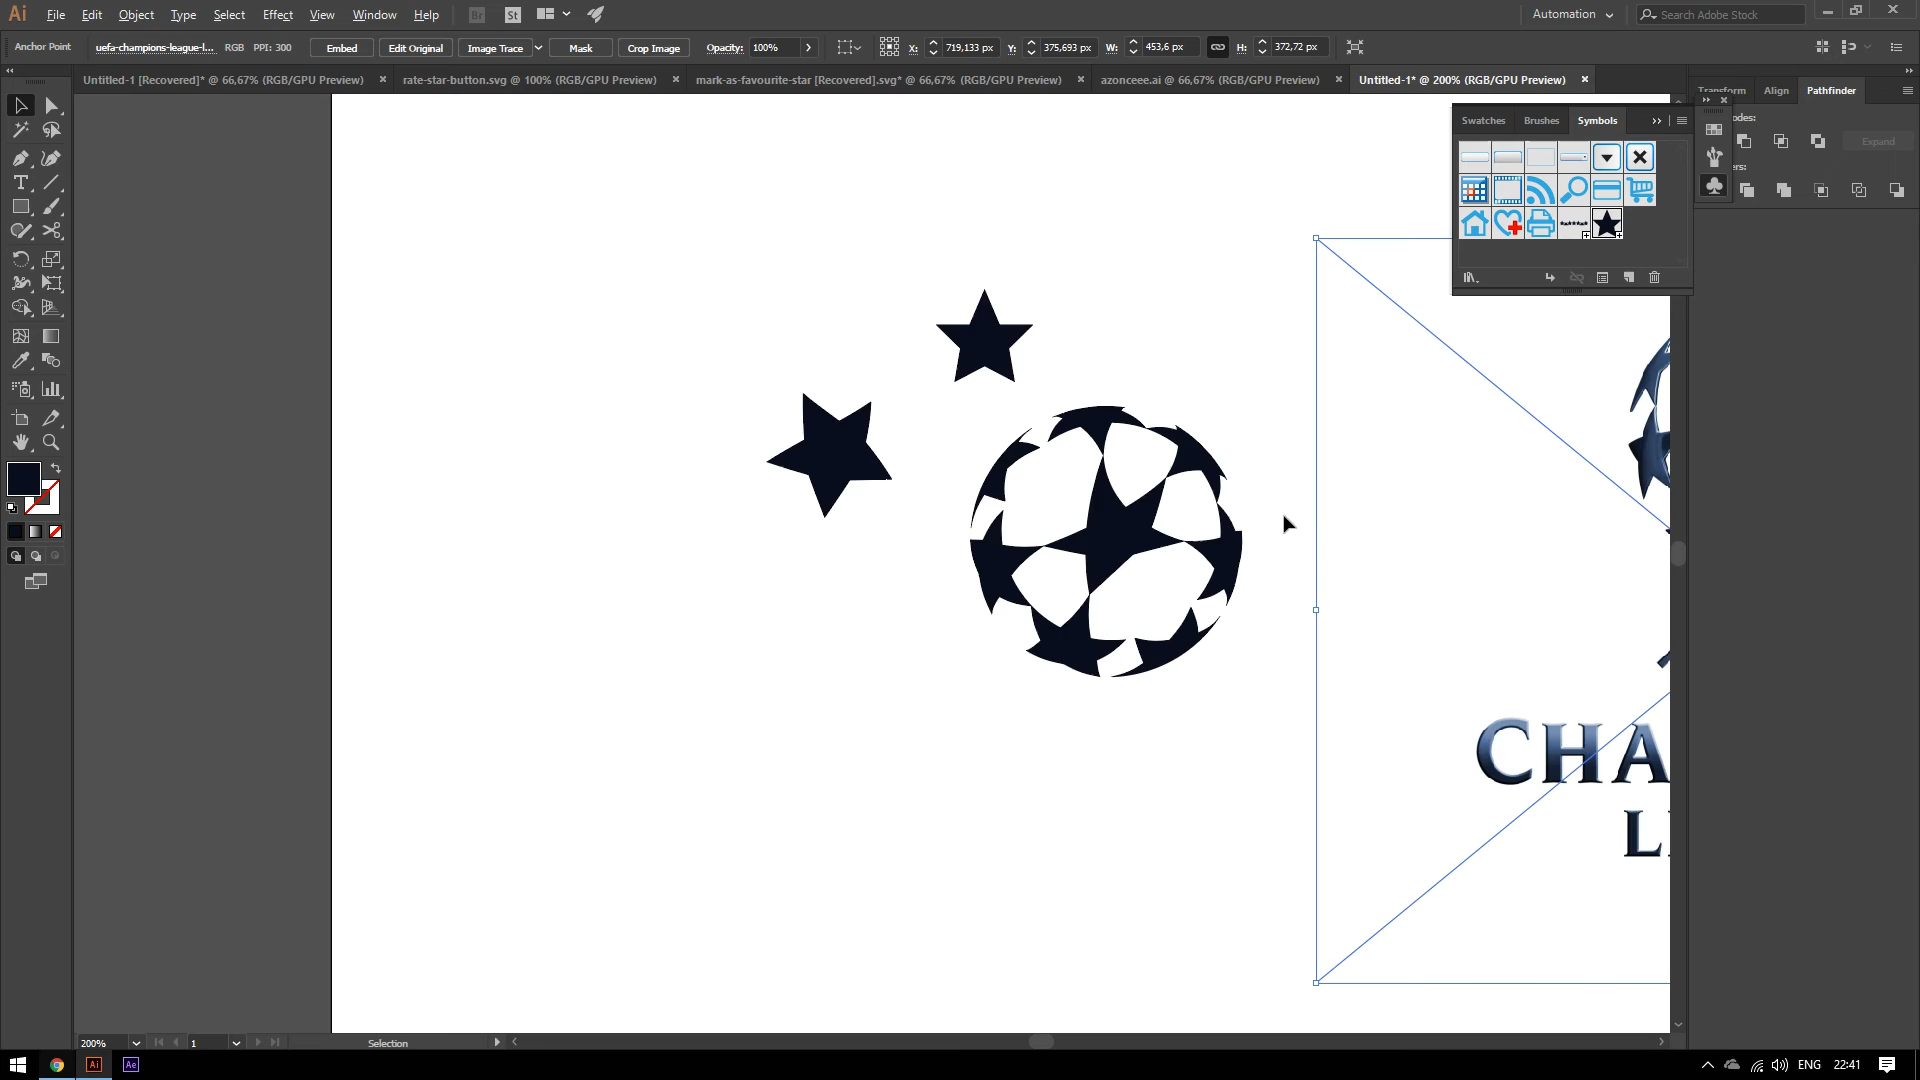 Ai File Edit Object Type Select Effect View Window Help Br St Automation Search Adobe Stock
Anchor Point uefa-champions-league-l... RGB PPI: 300 Embed Edit Original Image Trace Mask Crop Image Opacity: 100% X: 719,133 px Y: 375,693 px W: 453,6 px H: 372,72 px
Untitled-1 [Recovered]* @ 66,67% (RGB/GPU Preview) rate-star-button.svg @ 100% (RGB/GPU Preview) mark-as-favourite-star [Recovered].svg* @ 66,67% (RGB/GPU Preview) azonceee.ai @ 66,67% (RGB/GPU Preview) Untitled-1* @ 200% (RGB/GPU Preview)
Transform Align Pathfinder
Swatches Brushes Symbols
odes:
Expand
ers:
CHA
L
200% 1 Selection
Ai Ae ENG 22:41